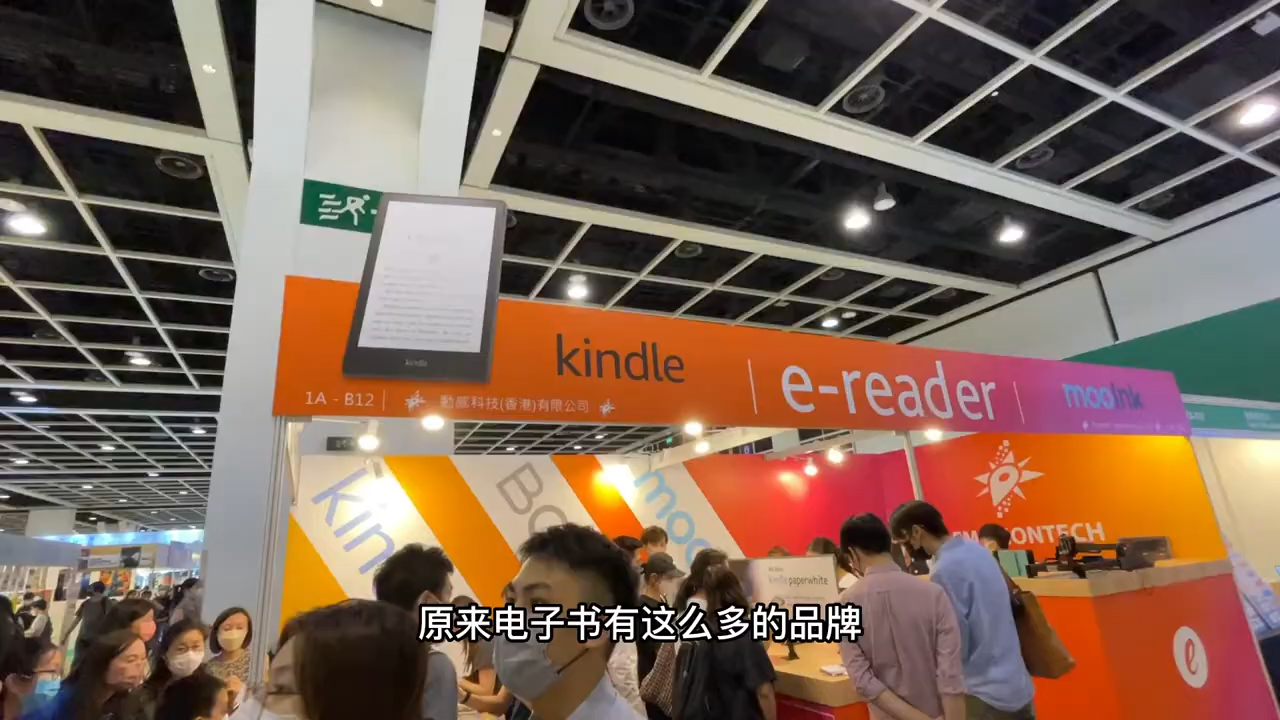 kindle
1A - B12
動感科技(香港)有限公司
kindle
e-reader
mooInk
kin
Bo
moo
CONTECH
kindle paperwhite
原来电子书有这么多的品牌